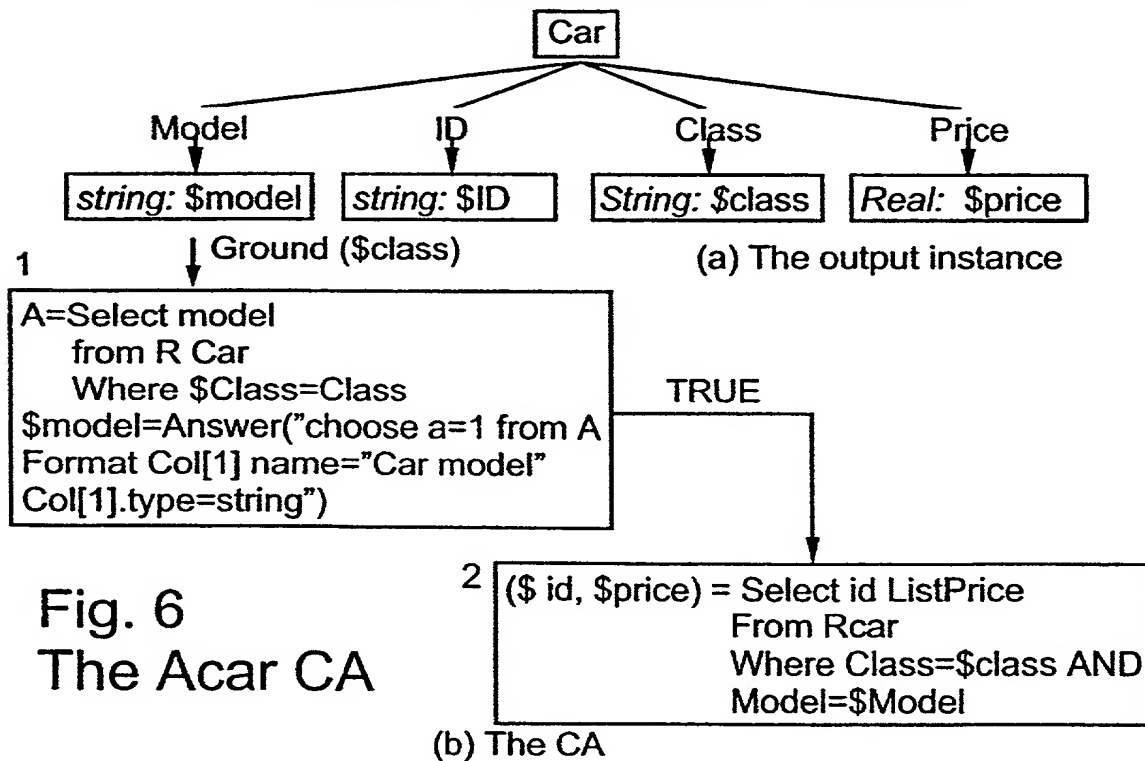 Car
Model ID Class Price
string: $model string: $ID String: $class Real: $price
Ground ($class)
(a) The output instance
1
A=Select model
from R Car
Where $Class=Class
$model=Answer("choose a=1 from A
Format Col[1] name="Car model"
Col[1].type=string")
TRUE
2
($ id, $price) = Select id ListPrice
From Rcar
Where Class=$class AND
Model=$Model
Fig. 6
The Acar CA
(b) The CA